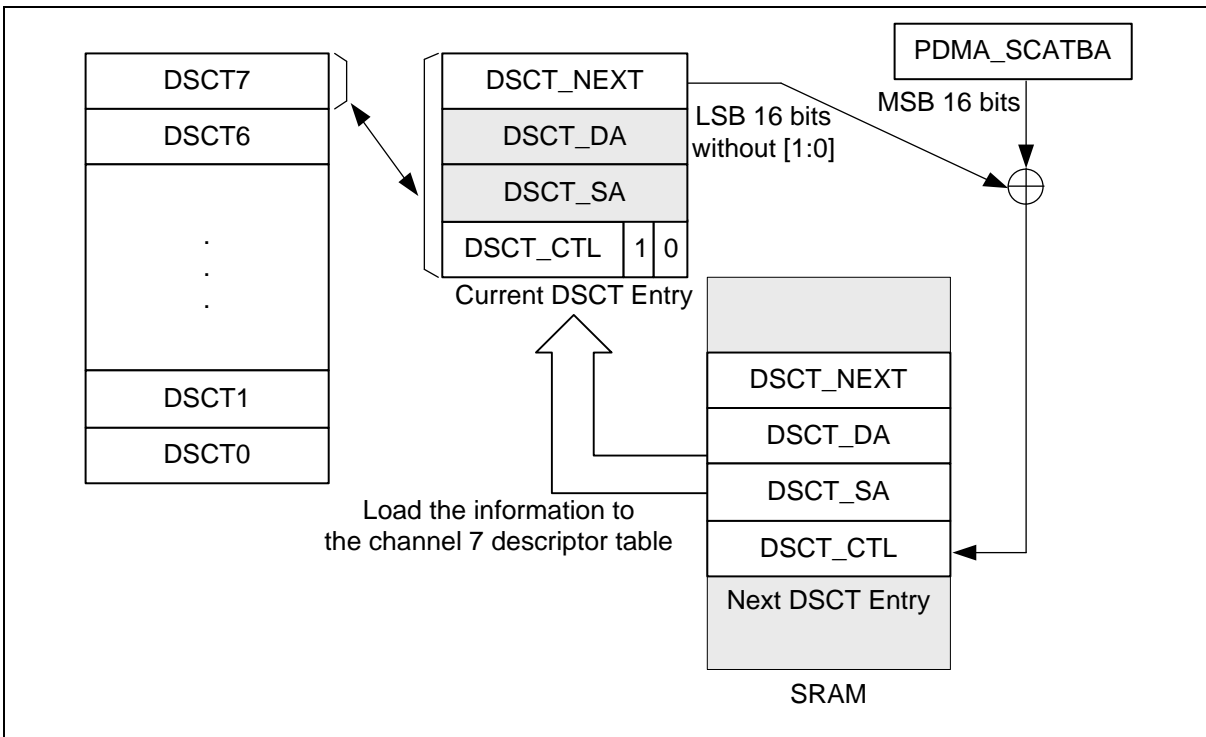 DSCT7
DSCT6
.
.
.
DSCT1
DSCT0
DSCT_NEXT
DSCT_DA
DSCT_SA
DSCT_CTL 1 0
Current DSCT Entry
LSB 16 bits
without [1:0]
PDMA_SCATBA
MSB 16 bits
Load the information to
the channel 7 descriptor table
DSCT_NEXT
DSCT_DA
DSCT_SA
DSCT_CTL
Next DSCT Entry
SRAM